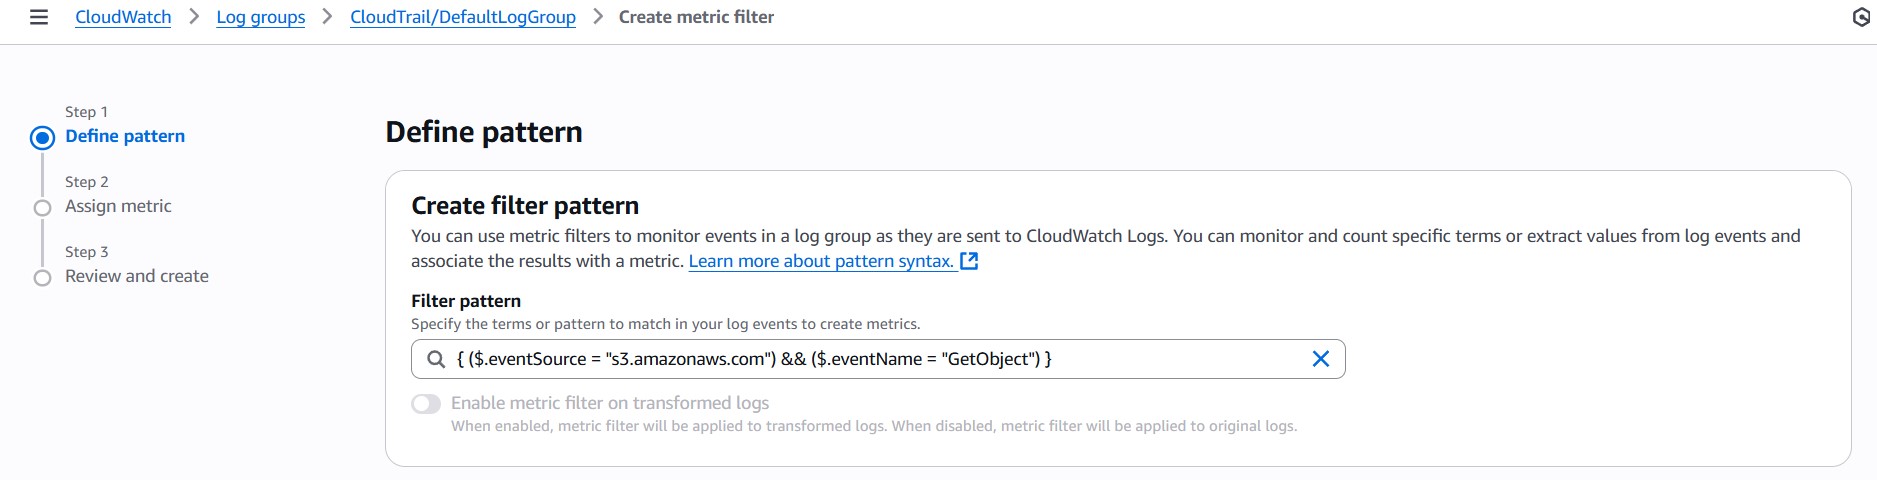 CloudWatch > Log groups > CloudTrail/DefaultLogGroup > Create metric filter
Step 1
Define pattern
Step 2
Assign metric
Step 3
Review and create
Define pattern
Create filter pattern
You can use metric filters to monitor events in a log group as they are sent to CloudWatch Logs. You can monitor and count specific terms or extract values from log events and
associate the results with a metric. Learn more about pattern syntax.
Filter pattern
Specify the terms or pattern to match in your log events to create metrics.
{ ($.eventSource = "s3.amazonaws.com") && ($.eventName = "GetObject") }
Enable metric filter on transformed logs
When enabled, metric filter will be applied to transformed logs. When disabled, metric filter will be applied to original logs.